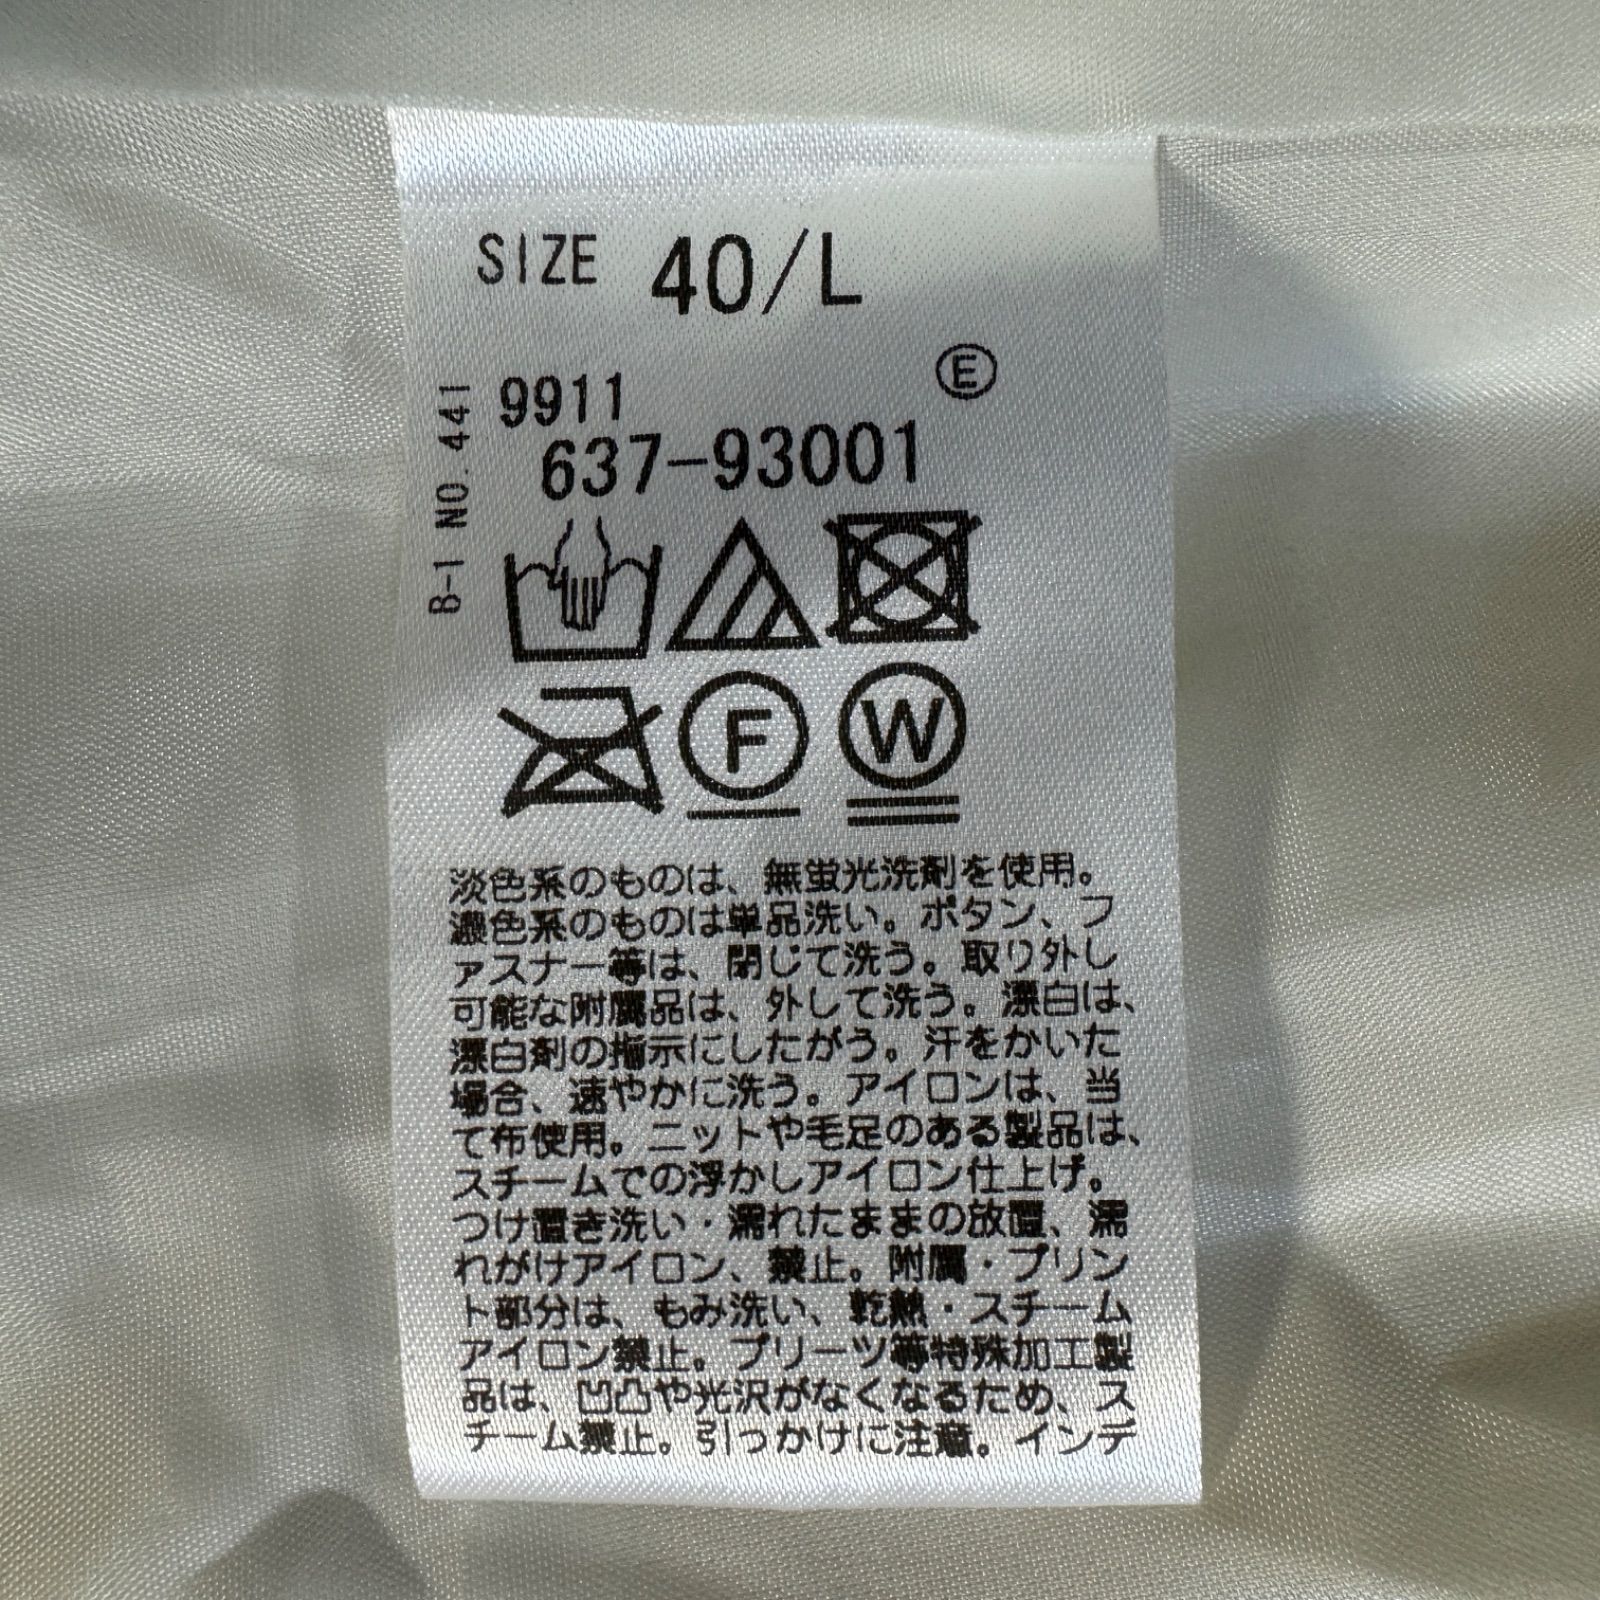 SIZE 40/L
Ⓔ
B-1 NO.441
9911
637-93001
F
W
淡色系のものは、無蛍光洗剤を使用。
濃色系のものは単品洗い。ボタン、フ
ァスナー等は、閉じて洗う。取り外し
可能な附属品は、外して洗う。漂白は、
漂白剤の指示にしたがう。汗をかいた
場合、速やかに洗う。アイロンは、当
て布使用。ニットや毛足のある製品は、
スチームでの浮かしアイロン仕上げ。
つけ置き洗い・濡れたままの放置、濡
れがけアイロン、禁止。附属・プリン
ト部分は、もみ洗い、乾熱・スチーム
アイロン禁止。プリーツ等特殊加工製
品は、凹凸や光沢がなくなるため、ス
チーム禁止。引っかけに注意。インデ